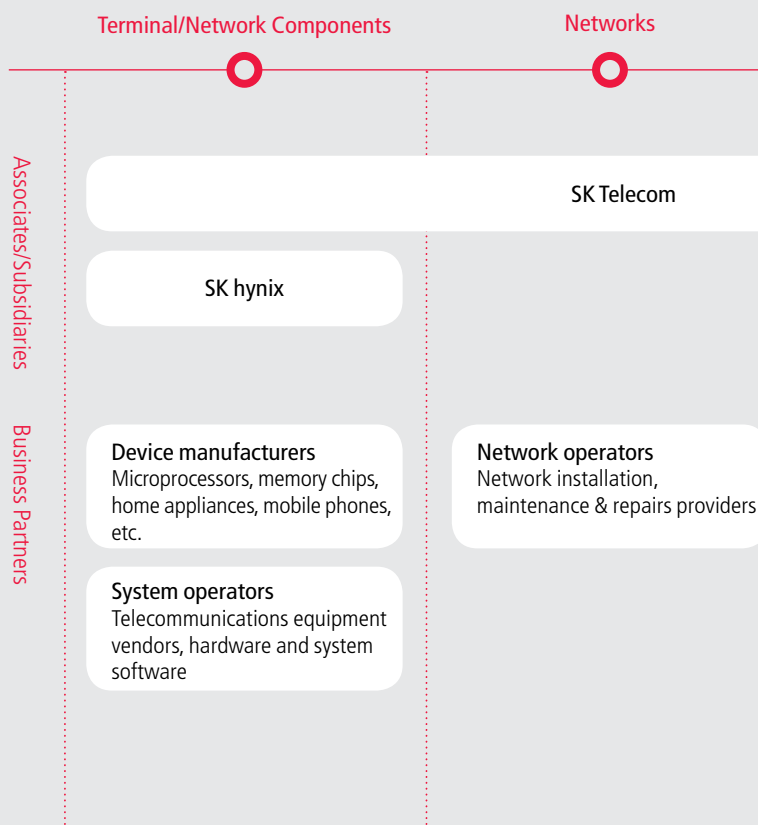 Terminal/Network Components
Networks
Associates/Subsidiaries
SK Telecom
SK hynix
Business Partners
Device manufacturers
Microprocessors, memory chips,
home appliances, mobile phones,
etc.
Network operators
Network installation,
maintenance & repairs providers
System operators
Telecommunications equipment
vendors, hardware and system
software